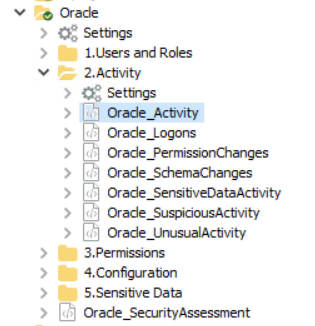 Oracle
Settings
1.Users and Roles
2.Activity
Settings
Oracle_Activity
Oracle_Logons
Oracle_PermissionChanges
Oracle_SchemaChanges
Oracle_SensitiveDataActivity
Oracle_SuspiciousActivity
Oracle_UnusualActivity
3.Permissions
4.Configuration
5.Sensitive Data
Oracle_SecurityAssessment